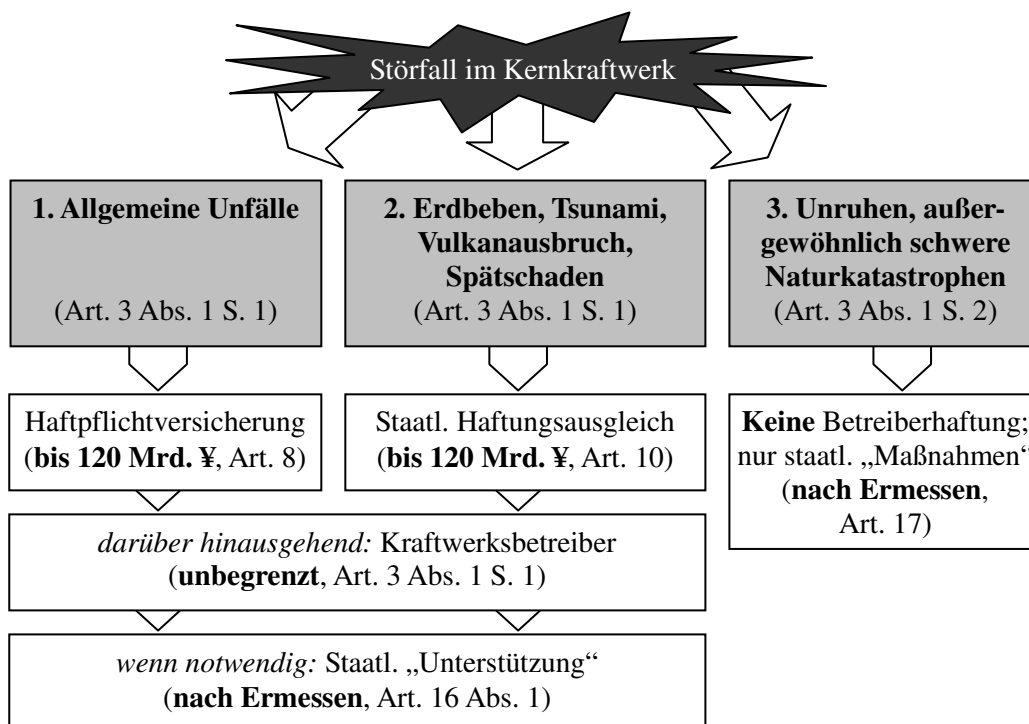 Störfall im Kernkraftwerk
1. Allgemeine Unfälle
(Art. 3 Abs. 1 S. 1)
2. Erdbeben, Tsunami,
Vulkanausbruch,
Spätschaden
(Art. 3 Abs. 1 S. 1)
3. Unruhen, außer-
gewöhnlich schwere
Naturkatastrophen
(Art. 3 Abs. 1 S. 2)
Haftpflichtversicherung
(bis 120 Mrd. ¥, Art. 8)
Staatl. Haftungsausgleich
(bis 120 Mrd. ¥, Art. 10)
Keine Betreiberhaftung;
nur staatl. „Maßnahmen“
(nach Ermessen,
Art. 17)
darüber hinausgehend: Kraftwerksbetreiber
(unbegrenzt, Art. 3 Abs. 1 S. 1)
wenn notwendig: Staatl. „Unterstützung“
(nach Ermessen, Art. 16 Abs. 1)